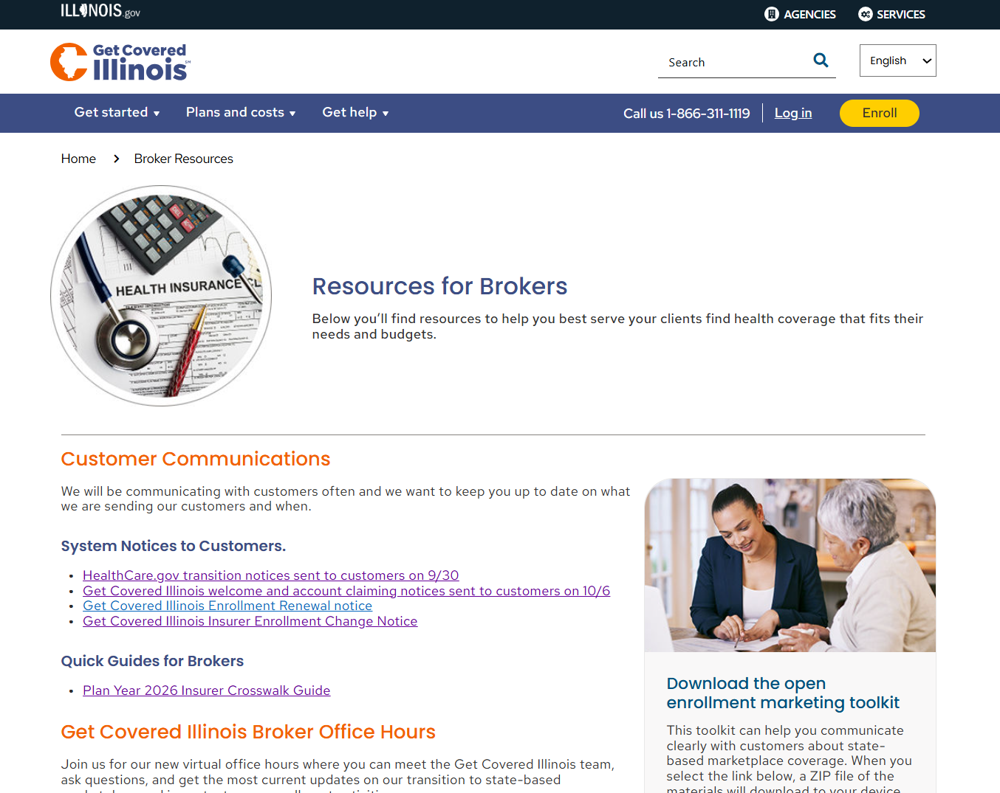 ILLINOIS.gov
AGENCIES
SERVICES
Get Covered
Illinois
SM
Search
English
Get started
Plans and costs
Get help
Call us 1-866-311-1119
Log in
Enroll
Home
Broker Resources
HEALTH INSURANCE CL
Resources for Brokers
Below you’ll find resources to help you best serve your clients find health coverage that fits their
needs and budgets.
Customer Communications
We will be communicating with customers often and we want to keep you up to date on what
we are sending our customers and when.
System Notices to Customers.
• HealthCare.gov transition notices sent to customers on 9/30
• Get Covered Illinois welcome and account claiming notices sent to customers on 10/6
• Get Covered Illinois Enrollment Renewal notice
• Get Covered Illinois Insurer Enrollment Change Notice
Quick Guides for Brokers
• Plan Year 2026 Insurer Crosswalk Guide
Get Covered Illinois Broker Office Hours
Join us for our new virtual office hours where you can meet the Get Covered Illinois team,
ask questions, and get the most current updates on our transition to state-based
Download the open
enrollment marketing toolkit
This toolkit can help you communicate
clearly with customers about state-
based marketplace coverage. When you
select the link below, a ZIP file of the
materials will download to your device